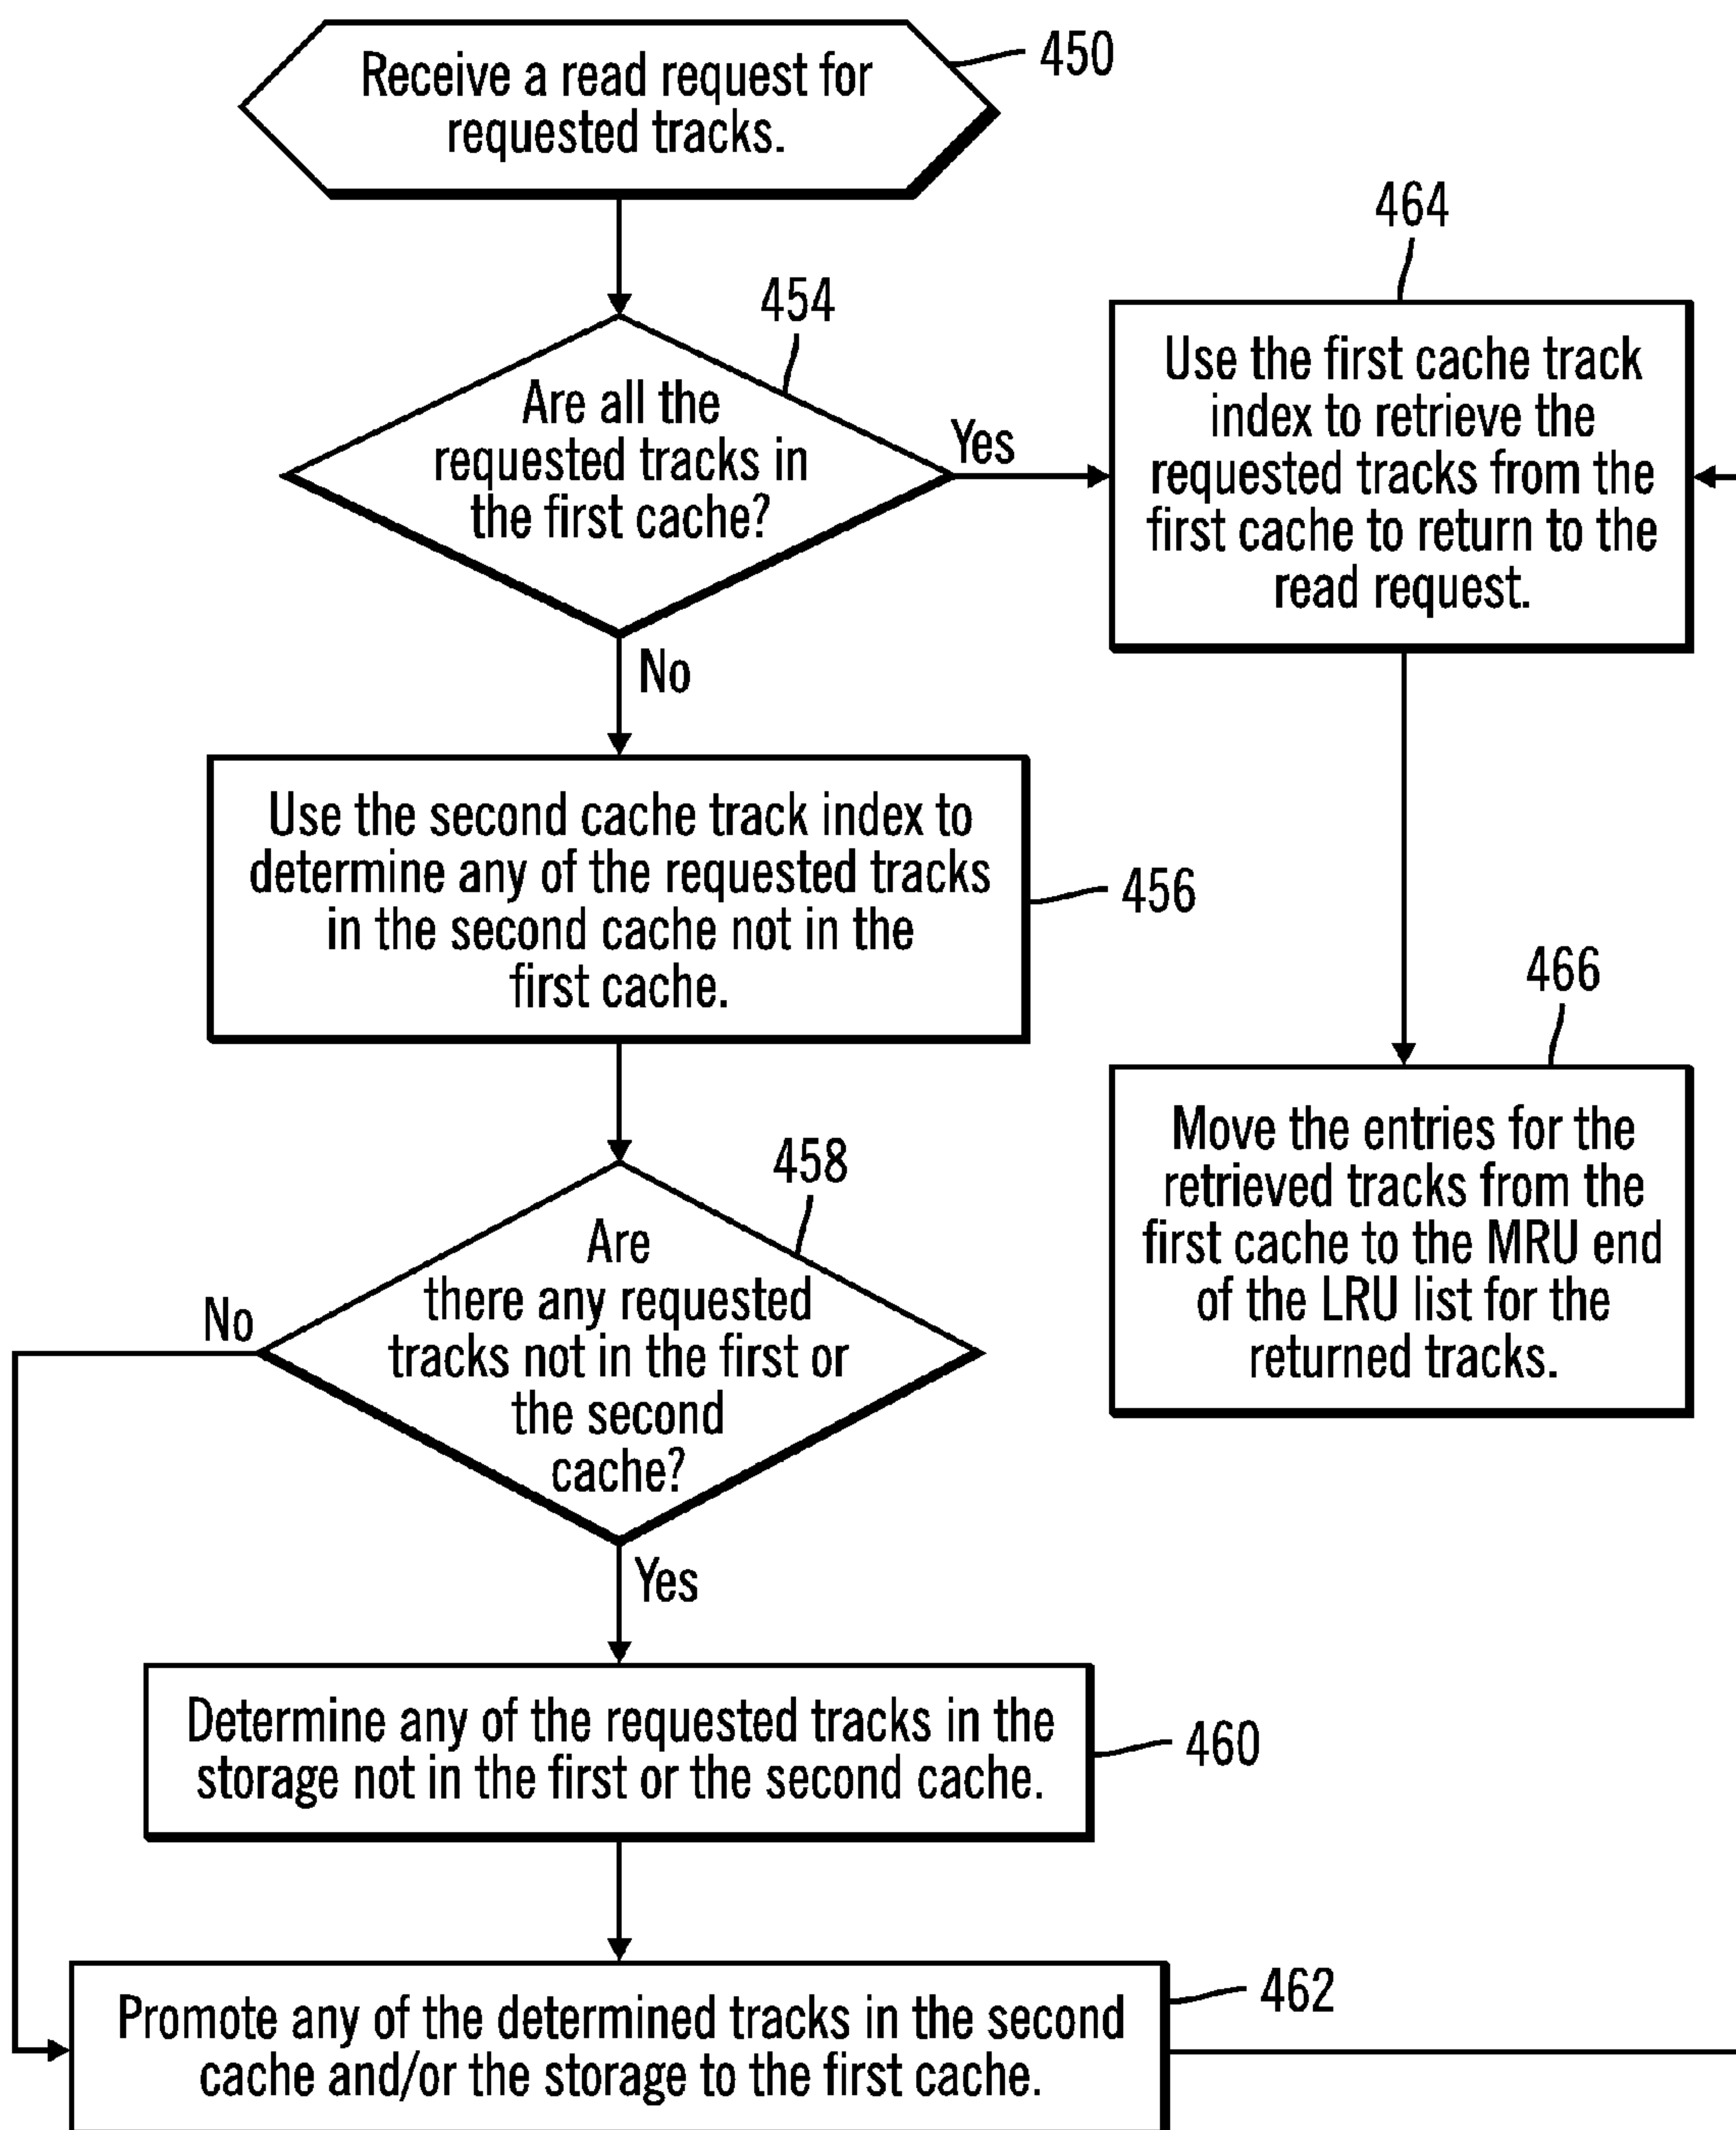 Receive a read request for
requested tracks.
450
454
Are all the
requested tracks in
the first cache?
Yes
No
464
Use the first cache track
index to retrieve the
requested tracks from the
first cache to return to the
read request.
Use the second cache track index to
determine any of the requested tracks
in the second cache not in the
first cache.
456
466
Move the entries for the
retrieved tracks from the
first cache to the MRU end
of the LRU list for the
returned tracks.
458
Are
there any requested
tracks not in the first or
the second
cache?
No
Yes
Determine any of the requested tracks in the
storage not in the first or the second cache.
460
Promote any of the determined tracks in the second
cache and/or the storage to the first cache.
462